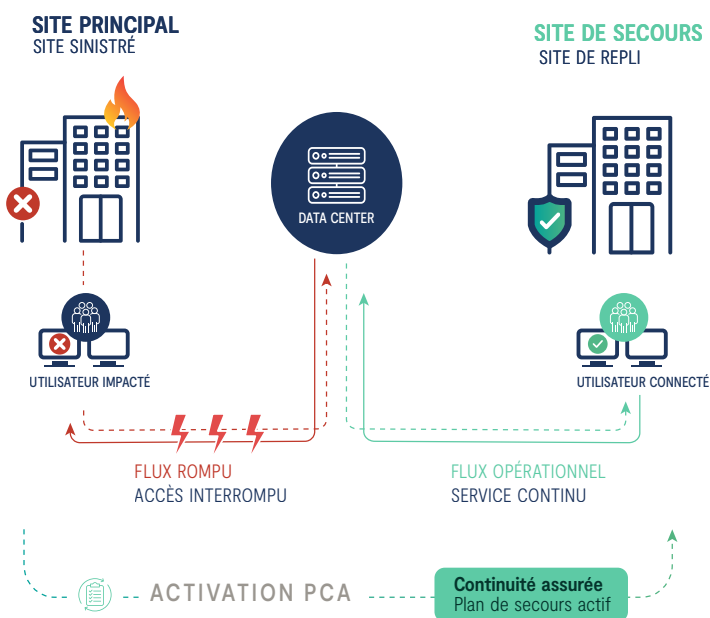 SITE PRINCIPAL
SITE SINISTRÉ
SITE DE SECOURS
SITE DE REPLI
DATA CENTER
UTILISATEUR IMPACTÉ
UTILISATEUR CONNECTÉ
FLUX ROMPU
ACCÈS INTERROMPU
FLUX OPÉRATIONNEL
SERVICE CONTINU
ACTIVATION PCA
Continuité assurée
Plan de secours actif